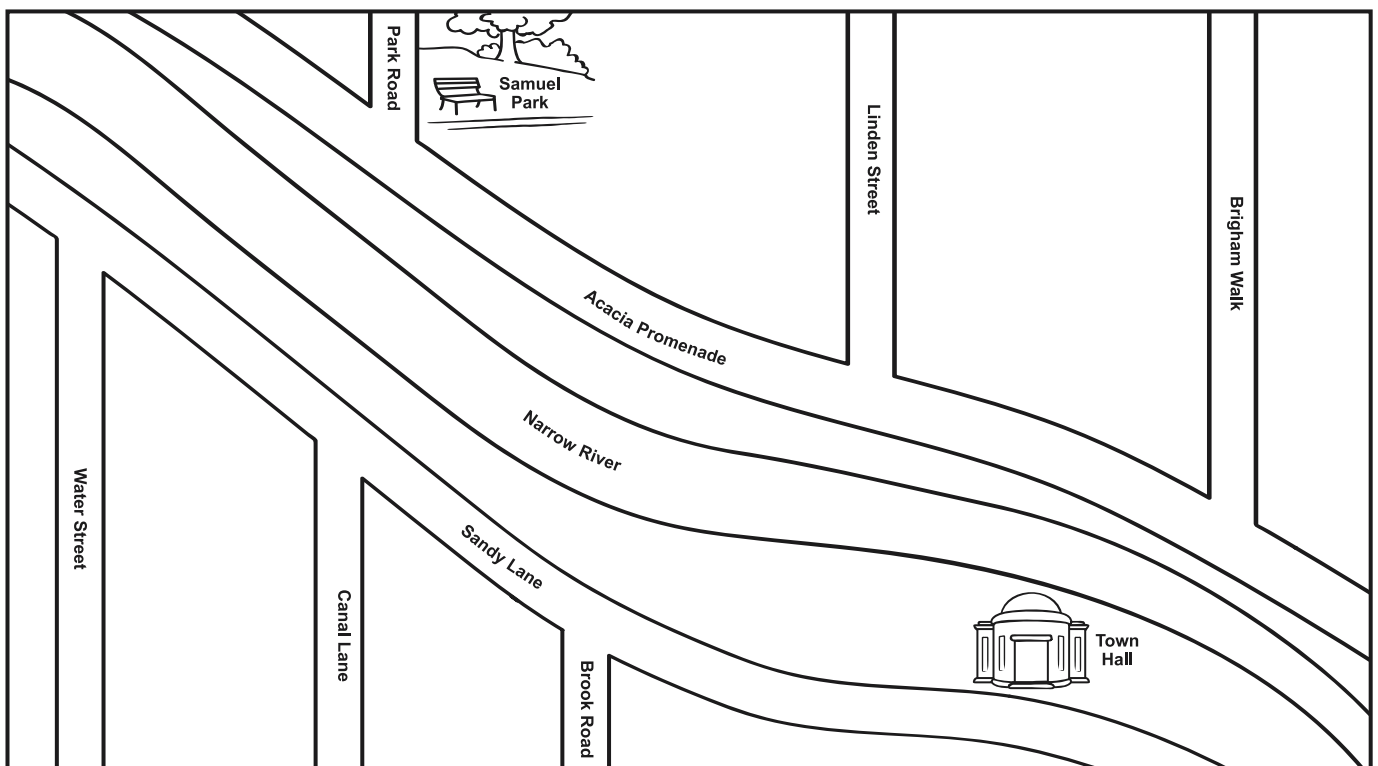 Park Road
Samuel
Park
Linden Street
Brigham Walk
Acacia Promenade
Narrow River
Water Street
Sandy Lane
Canal Lane
Brook Road
Town
Hall